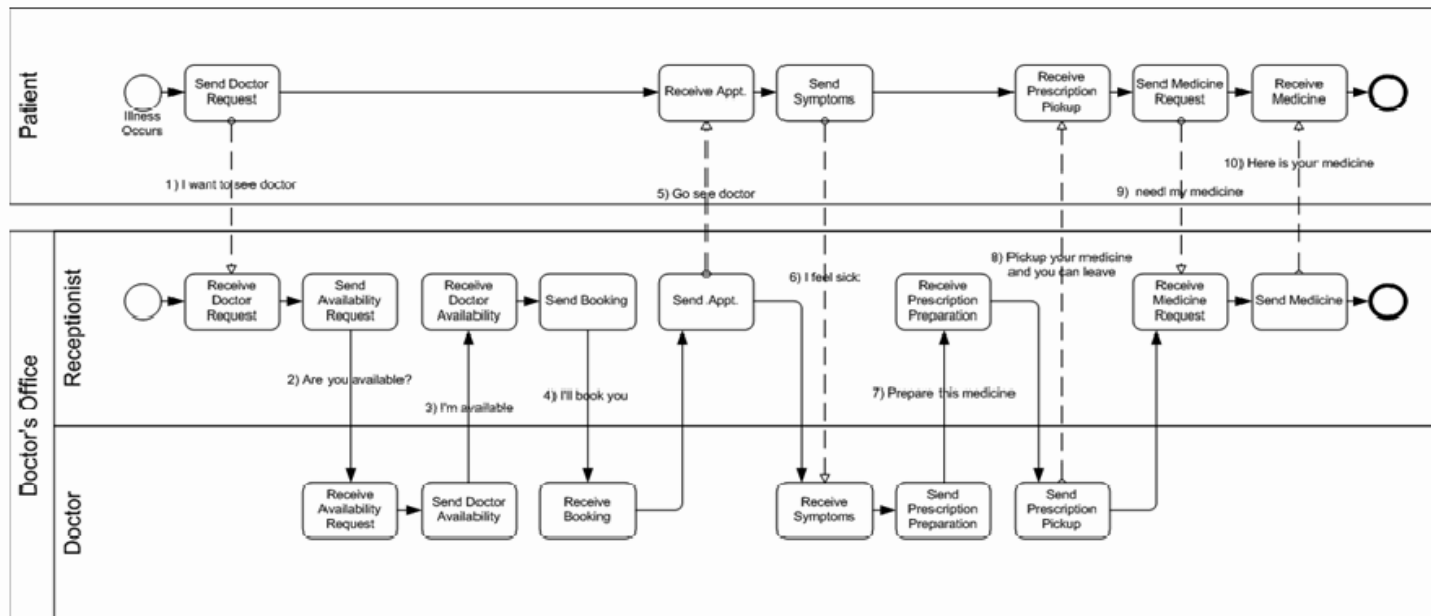 Patient
Illness
Occurs
Send Doctor
Request
Receive Appt.
Send
Symptoms
Receive
Prescription
Pickup
Send Medicine
Request
Receive
Medicine
1) I want to see doctor
5) Go see doctor
9) need my medicine
10) Here is your medicine
Doctor's Office
Receptionist
Receive
Doctor
Request
Send
Availability
Request
Receive
Doctor
Availability
Send Booking
Send Appt.
6) I feel sick
Receive
Prescription
Preparation
8) Pickup your medicine
and you can leave
Receive
Medicine
Request
Send Medicine
2) Are you available?
3) I'm available
4) I'll book you
7) Prepare this medicine
Doctor
Receive
Availability
Request
Send Doctor
Availability
Receive
Booking
Receive
Symptoms
Send
Prescription
Preparation
Send
Prescription
Pickup